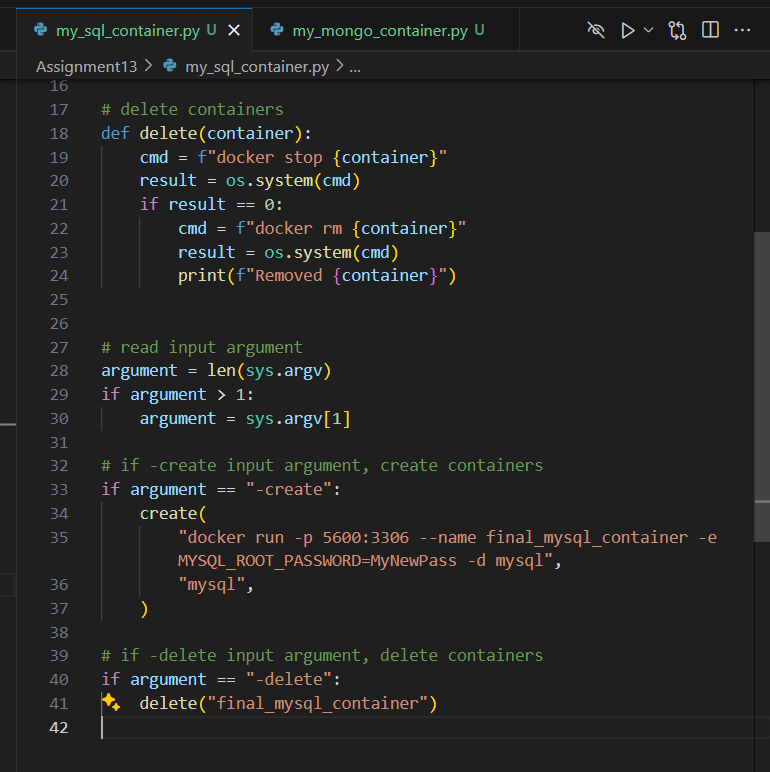 my_sql_container.py U
my_mongo_container.py U
Assignment13 > my_sql_container.py > ...
16
17 # delete containers
18 def delete(container):
19     cmd = f"docker stop {container}"
20     result = os.system(cmd)
21     if result == 0:
22         cmd = f"docker rm {container}"
23         result = os.system(cmd)
24         print(f"Removed {container}")
25
26
27 # read input argument
28 argument = len(sys.argv)
29 if argument > 1:
30     argument = sys.argv[1]
31
32 # if -create input argument, create containers
33 if argument == "-create":
34     create(
35         "docker run -p 5600:3306 --name final_mysql_container -e
MYSQL_ROOT_PASSWORD=MyNewPass -d mysql",
36         "mysql",
37     )
38
39 # if -delete input argument, delete containers
40 if argument == "-delete":
41     delete("final_mysql_container")
42